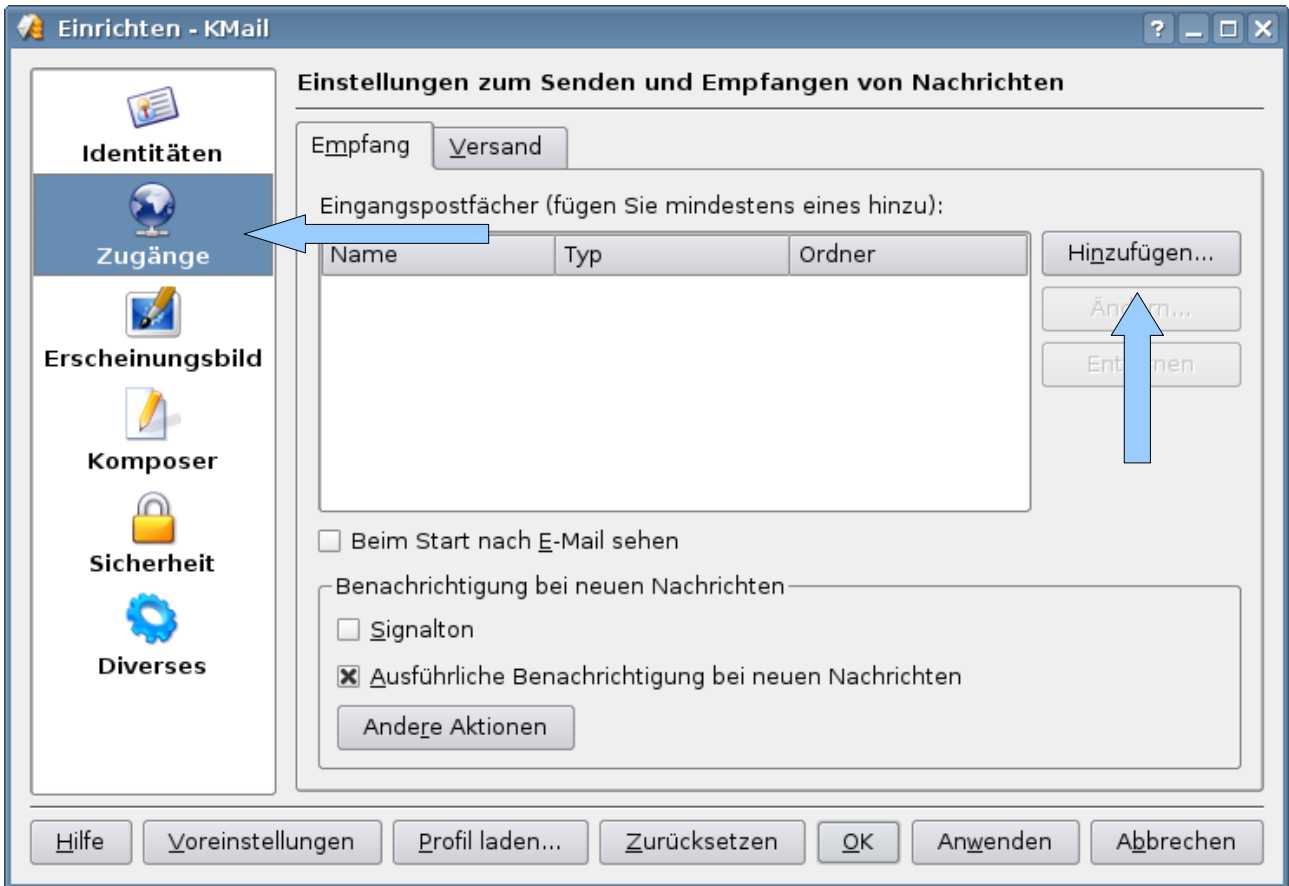 Einrichten - KMail
?
Einstellungen zum Senden und Empfangen von Nachrichten
Identitäten
Zugänge
Erscheinungsbild
Komposer
Sicherheit
Diverses
Empfang Versand
Eingangspostfächer (fügen Sie mindestens eines hinzu):
Name Typ Ordner
Hinzufügen...
Ändern...
Entfernen
Beim Start nach E-Mail sehen
Benachrichtigung bei neuen Nachrichten
Signalton
Ausführliche Benachrichtigung bei neuen Nachrichten
Andere Aktionen
Hilfe Voreinstellungen Profil laden... Zurücksetzen OK Anwenden Abbrechen